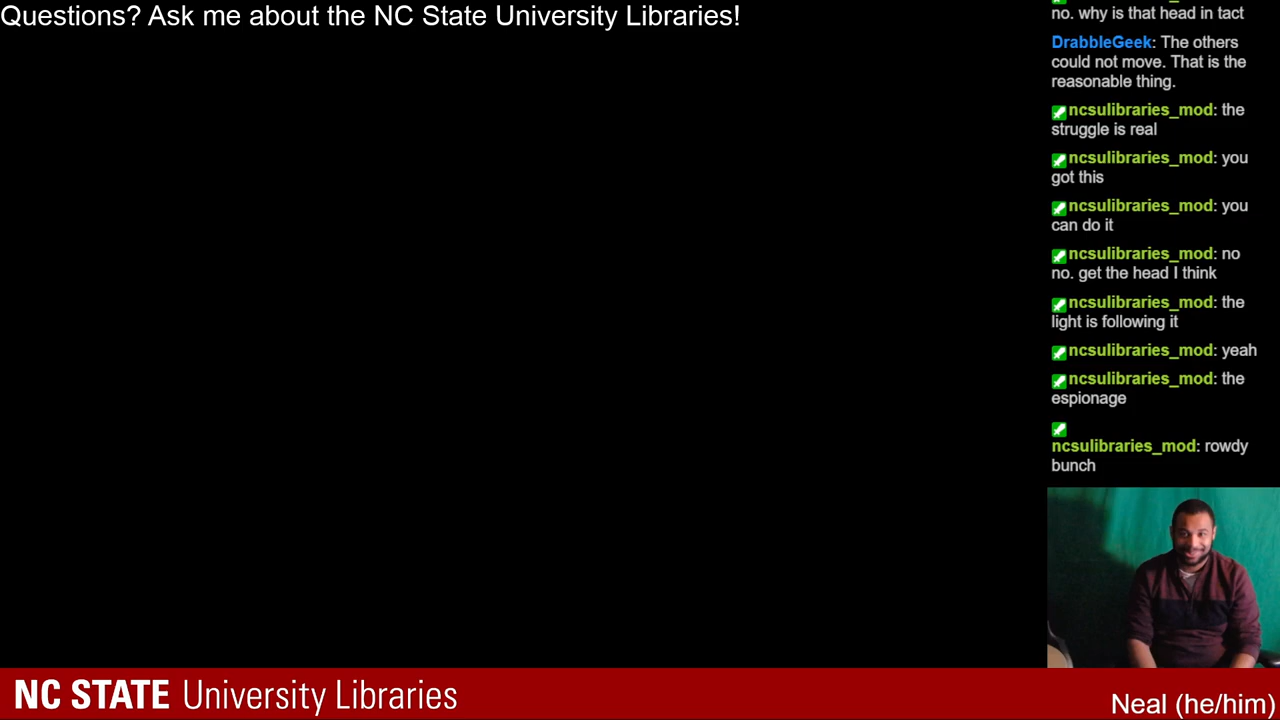 Questions? Ask me about the NC State University Libraries!
no. why is that head in tact
DrabbleGeek: The others
could not move. That is the
reasonable thing.
ncsulibraries_mod: the
struggle is real
ncsulibraries_mod: you
got this
ncsulibraries_mod: you
can do it
ncsulibraries_mod: no
no. get the head I think
ncsulibraries_mod: the
light is following it
ncsulibraries_mod: yeah
ncsulibraries_mod: the
espionage
ncsulibraries_mod: rowdy
bunch
NC STATE University Libraries
Neal (he/him)